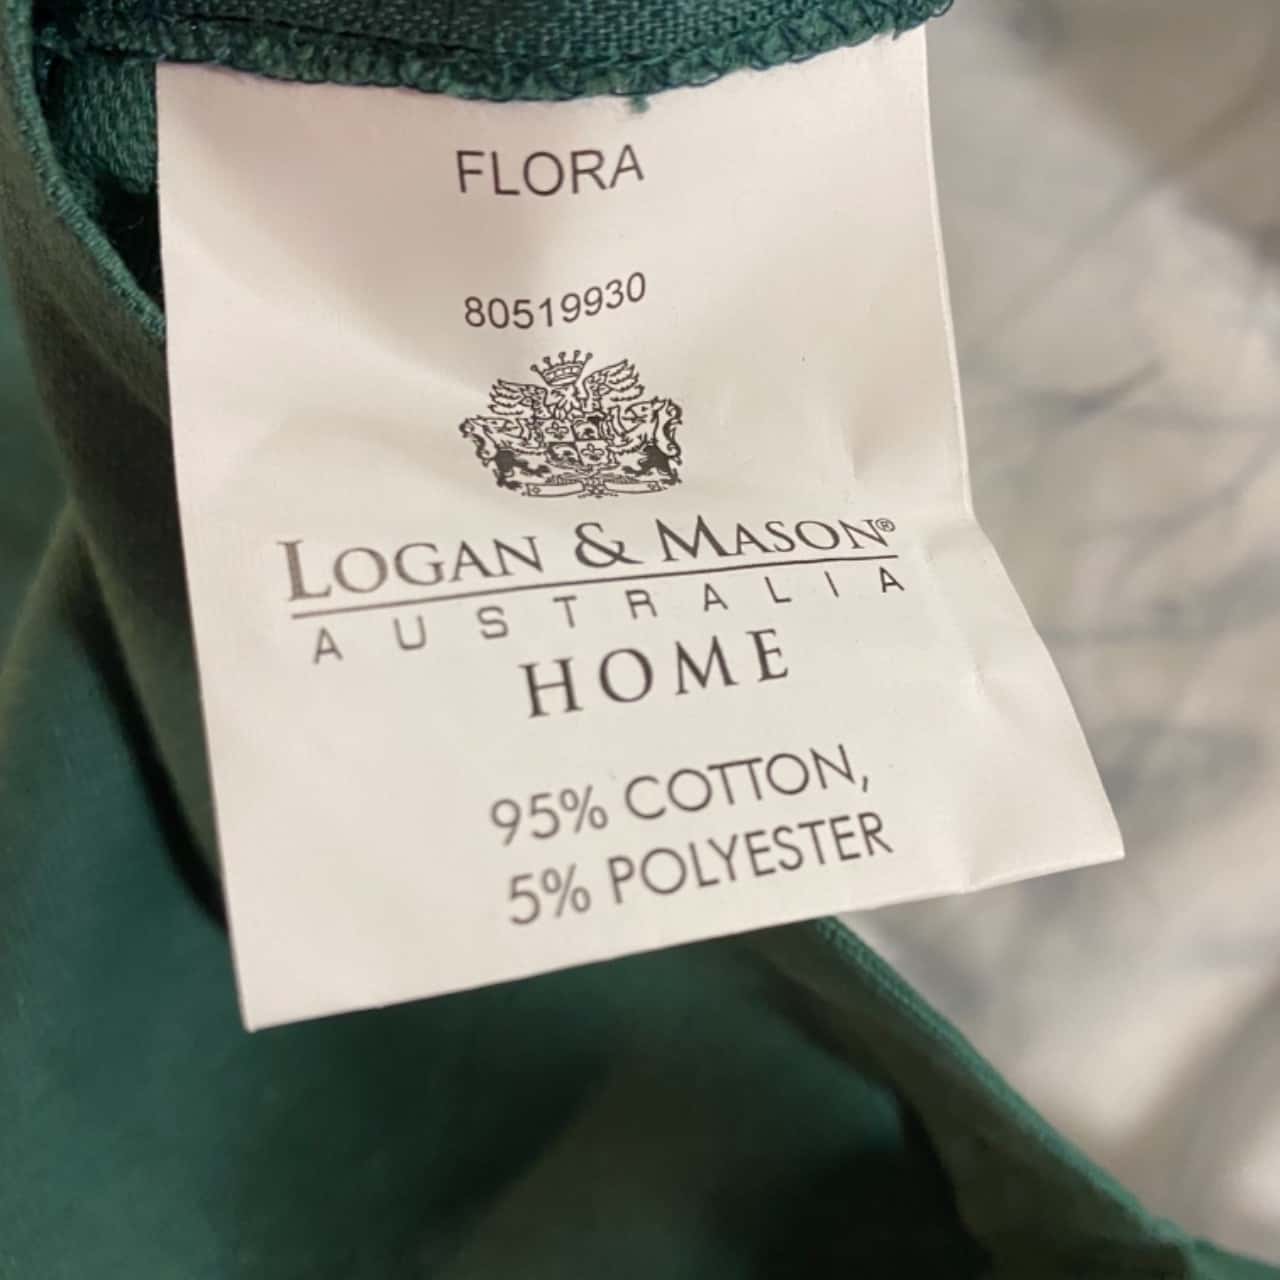 FLORA
80519930
LOGAN & MASON®
AUSTRALIA
HOME
95% COTTON,
5% POLYESTER